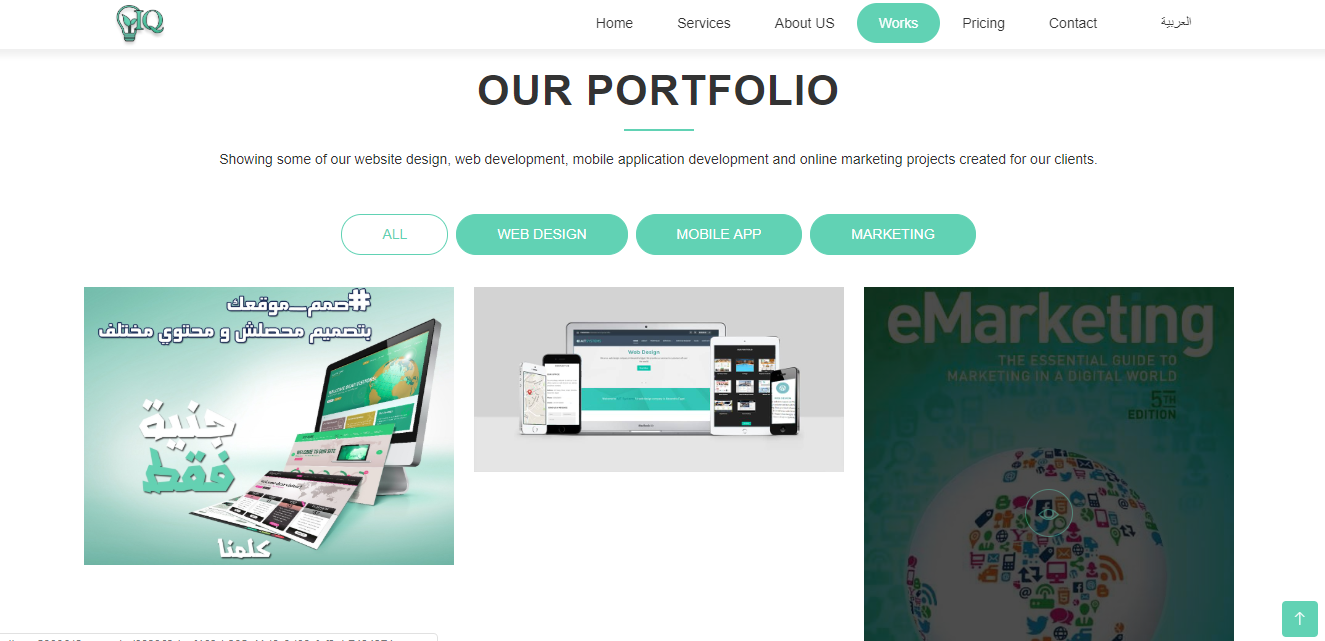 IQ
Home
Services
About US
Works
Pricing
Contact
العربية
OUR PORTFOLIO
Showing some of our website design, web development, mobile application development and online marketing projects created for our clients.
ALL
WEB DESIGN
MOBILE APP
MARKETING
#صمم_موقعك
بتصميم محصلش و محتوي مختلف
جنية
فقط
كلمنا
Web Design
eMarketing
THE ESSENTIAL GUIDE TO
MARKETING IN A DIGITAL WORLD
5TH
EDITION